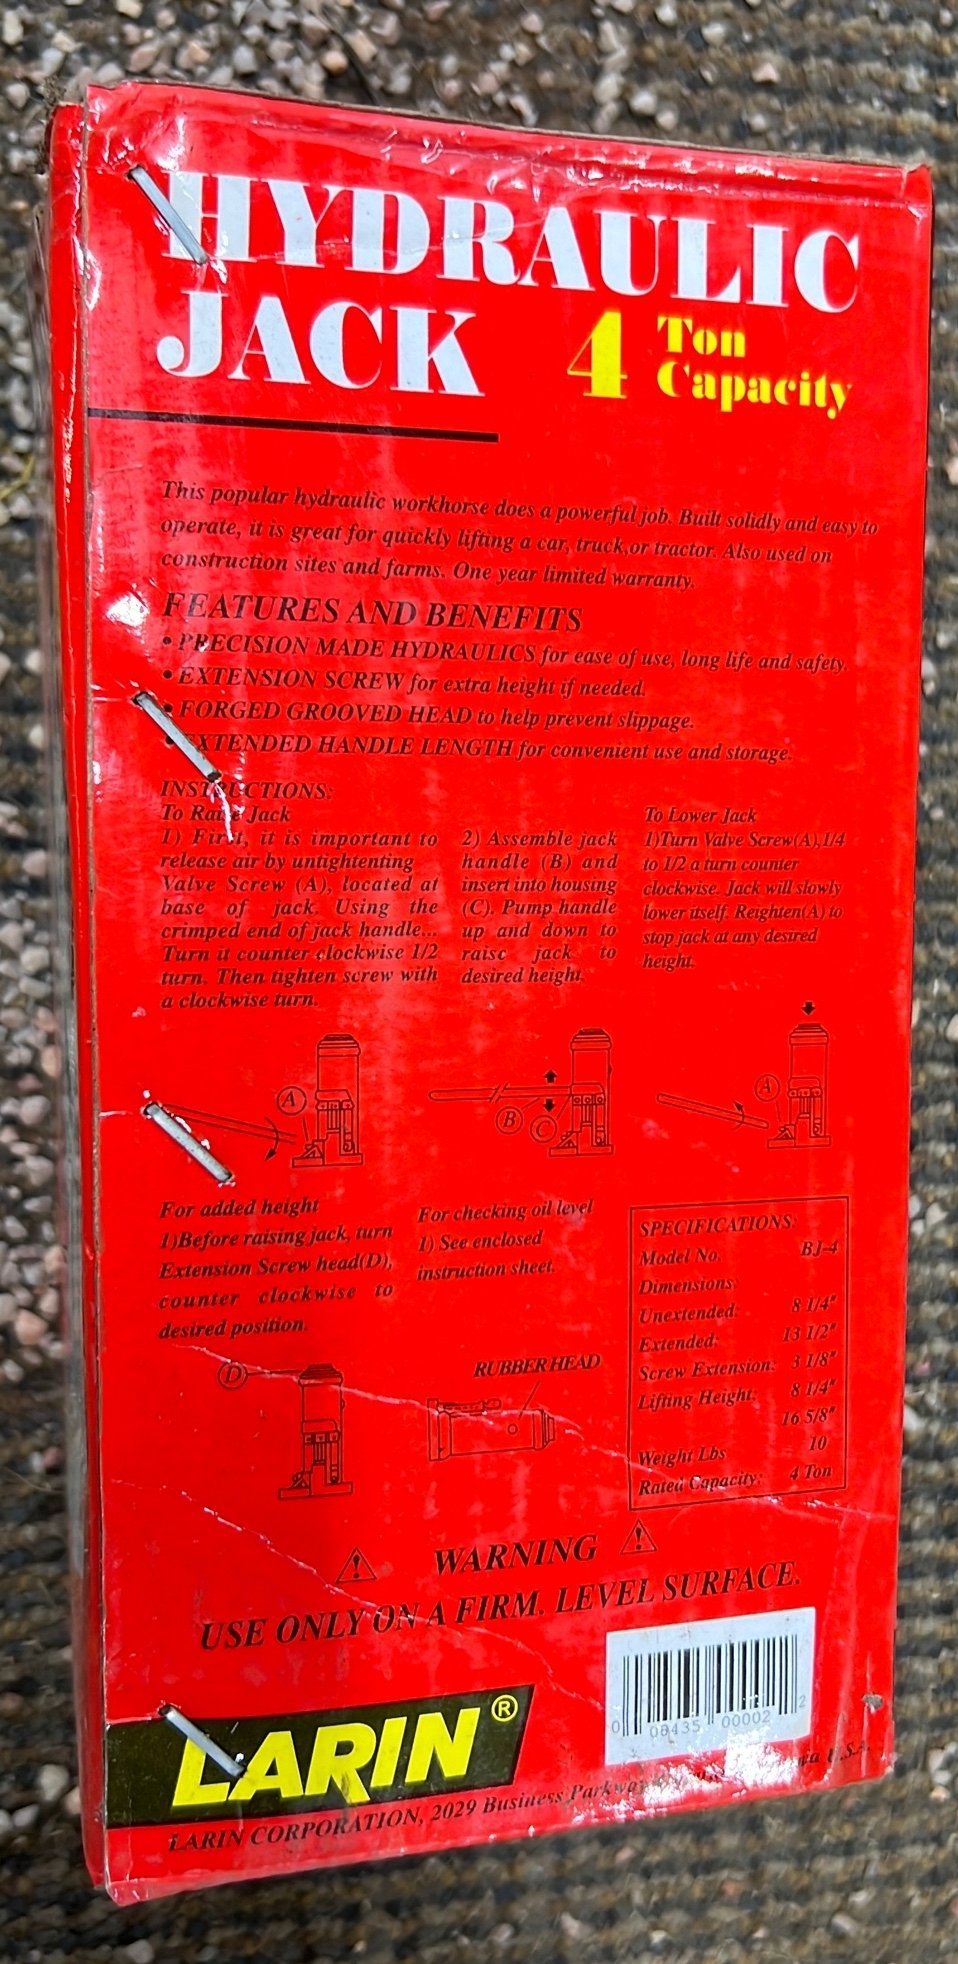 HYDRAULIC
JACK 4 Ton
Capacity
This popular hydraulic workhorse does a powerful job. Built solidly and easy to
operate, it is great for quickly lifting a car, truck,or tractor. Also used on
construction sites and farms. One year limited warranty.
FEATURES AND BENEFITS
• PRECISION MADE HYDRAULICS for ease of use, long life and safety.
• EXTENSION SCREW for extra height if needed.
• FORGED GROOVED HEAD to help prevent slippage.
• EXTENDED HANDLE LENGTH for convenient use and storage.
INSTRUCTIONS:
To Raise Jack
1) First, it is important to
release air by untightenting
Valve Screw (A), located at
base of jack. Using the
crimped end of jack handle...
Turn it counter clockwise 1/2
turn. Then tighten screw with
a clockwise turn.
2) Assemble jack
handle (B) and
insert into housing
(C). Pump handle
up and down to
raise jack to
desired height.
To Lower Jack
1)Turn Valve Screw(A),1/4
to 1/2 a turn counter
clockwise. Jack will slowly
lower itself. Reighten(A) to
stop jack at any desired
height.
A
B
C
A
For added height
1)Before raising jack, turn
Extension Screw head(D),
counter clockwise to
desired position.
D
For checking oil level
1) See enclosed
instruction sheet.
RUBBER HEAD
SPECIFICATIONS:
Model No. BJ-4
Dimensions:
Unextended: 8 1/4"
Extended: 13 1/2"
Screw Extension: 3 1/8"
Lifting Height: 8 1/4"
16 5/8"
Weight Lbs 10
Rated Capacity: 4 Ton
WARNING
USE ONLY ON A FIRM. LEVEL SURFACE.
0 08435 00002 2
LARIN®
LARIN CORPORATION, 2029 Business Parkway U.S.A.